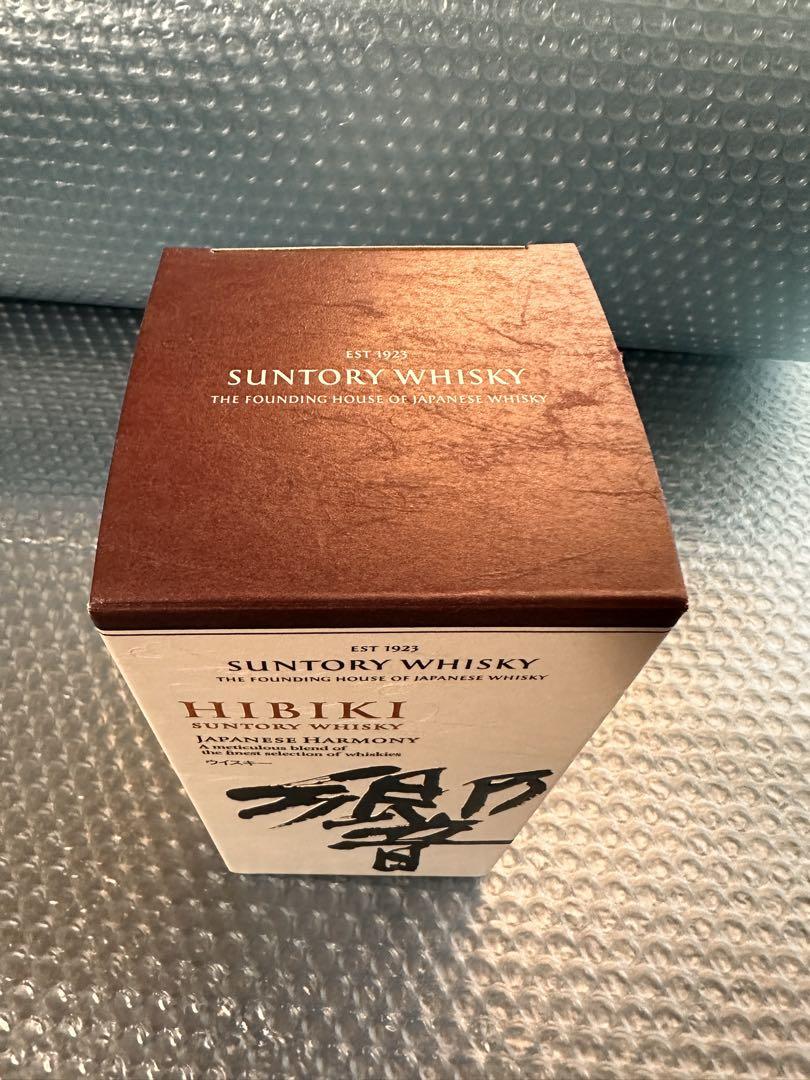 EST 1923
SUNTORY WHISKY
THE FOUNDING HOUSE OF JAPANESE WHISKY
EST 1923
SUNTORY WHISKY
THE FOUNDING HOUSE OF JAPANESE WHISKY
HIBIKI
SUNTORY WHISKY
JAPANESE HARMONY
A meticulous blend of
the finest selection of whiskies
ウイスキー
響